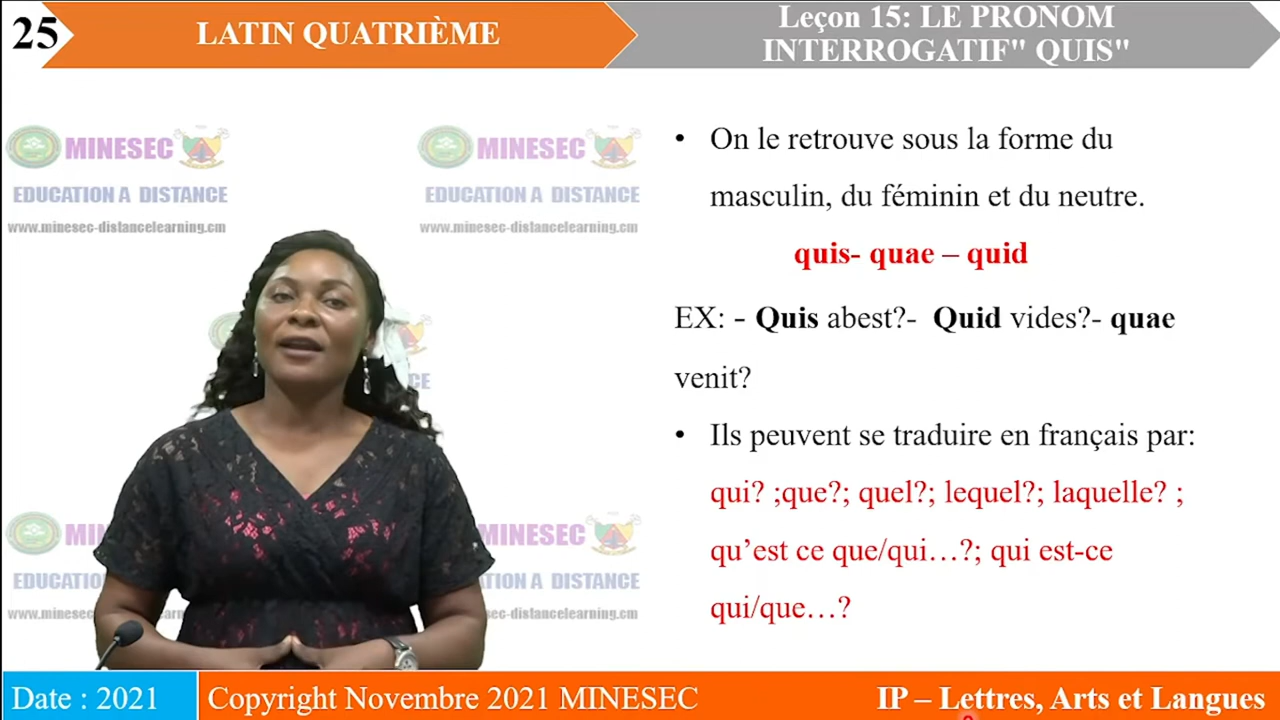 25
LATIN QUATRIÈME
Leçon 15: LE PRONOM
INTERROGATIF" QUIS"
MINESEC
EDUCATION A DISTANCE
www.minesec-distancelearning.cm
MINESEC
EDUCATION A DISTANCE
www.minesec-distancelearning.cm
• On le retrouve sous la forme du
masculin, du féminin et du neutre.
quis- quae – quid
EX: - Quis abest?- Quid vides?- quae
venit?
• Ils peuvent se traduire en français par:
qui? ;que?; quel?; lequel?; laquelle? ;
qu’est ce que/qui…?; qui est-ce
qui/que…?
Date : 2021
Copyright Novembre 2021 MINESEC
IP – Lettres, Arts et Langues